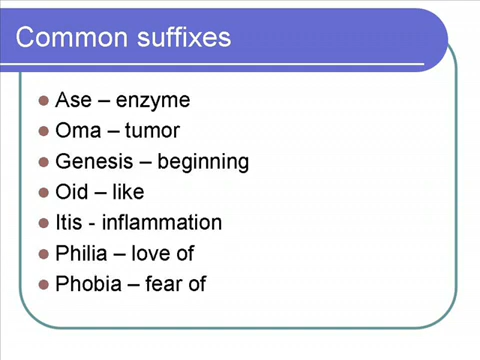 Common suffixes
Ase – enzyme
Oma – tumor
Genesis – beginning
Oid – like
Itis - inflammation
Philia – love of
Phobia – fear of